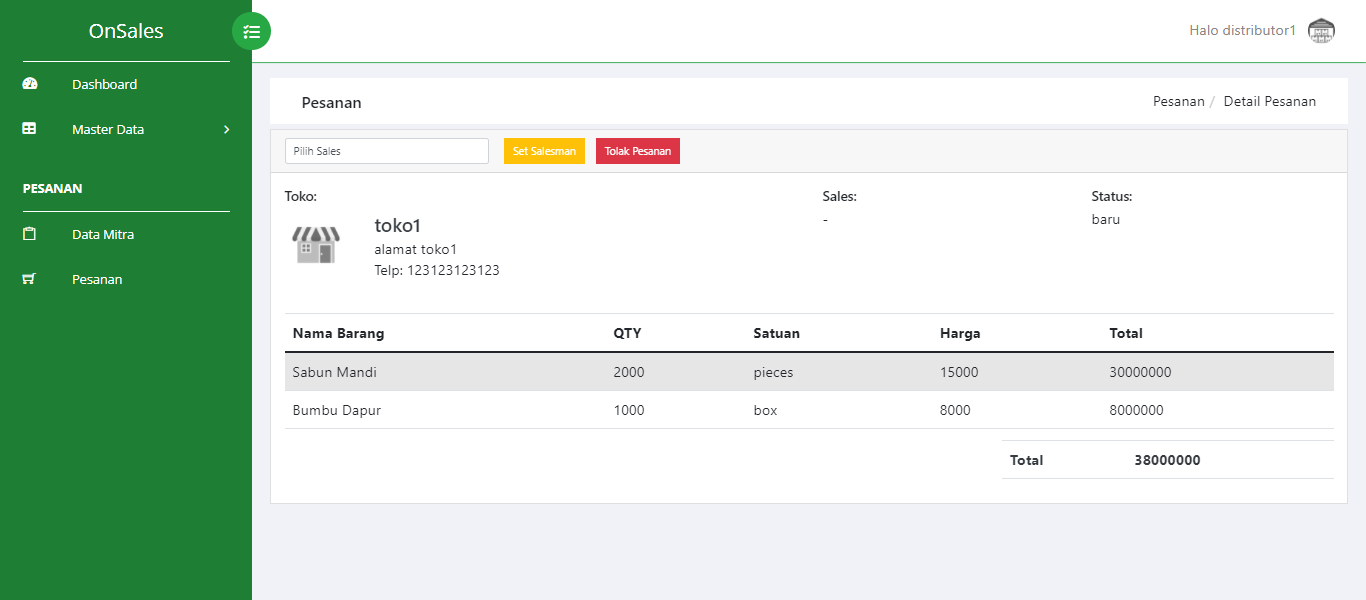 OnSales
Halo distributor1
Dashboard
Master Data
PESANAN
Data Mitra
Pesanan
Pesanan
Pesanan / Detail Pesanan
Pilih Sales
Set Salesman
Tolak Pesanan
Toko:
toko1
alamat toko1
Telp: 123123123123
Sales:
-
Status:
baru
Nama Barang QTY Satuan Harga Total
Sabun Mandi 2000 pieces 15000 30000000
Bumbu Dapur 1000 box 8000 8000000
Total 38000000